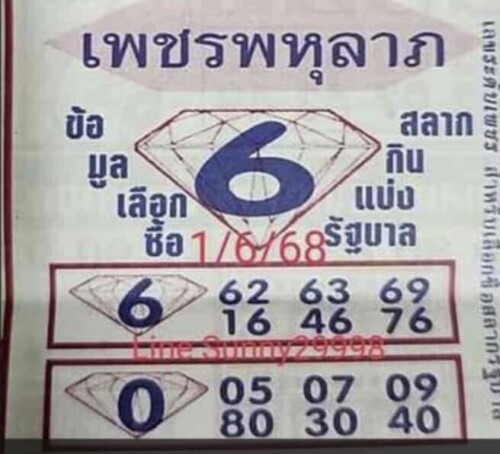 เพชรพหุลาภ
ข้อ
มูล
เลือก
ซื้อ
6
สลาก
กิน
แบ่ง
รัฐบาล
1/6/68
6
62 63 69
16 46 76
Line Sunny29998
0
05 07 09
80 30 40